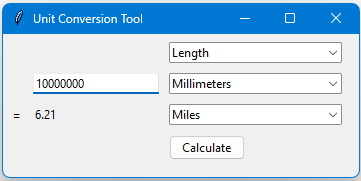 Unit Conversion Tool
Length
10000000 Millimeters
= 6.21 Miles
Calculate